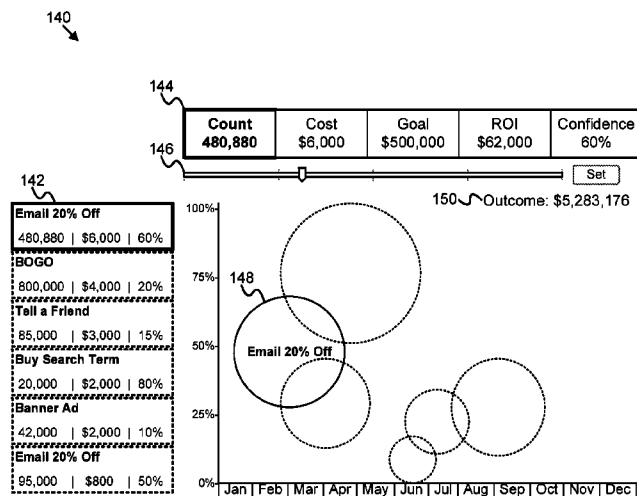 140
144
Count Cost Goal ROI Confidence
480,880 $6,000 $500,000 $62,000 60%
146
Set
142
150 Outcome: $5,283,176
Email 20% Off
480,880 | $6,000 | 60%
BOGO
800,000 | $4,000 | 20%
Tell a Friend
85,000 | $3,000 | 15%
Buy Search Term
20,000 | $2,000 | 80%
Banner Ad
42,000 | $2,000 | 10%
Email 20% Off
95,000 | $800 | 50%
100%
75%
148
50%
Email 20% Off
25%
0%
Jan Feb Mar Apr May Jun Jul Aug Sep Oct Nov Dec